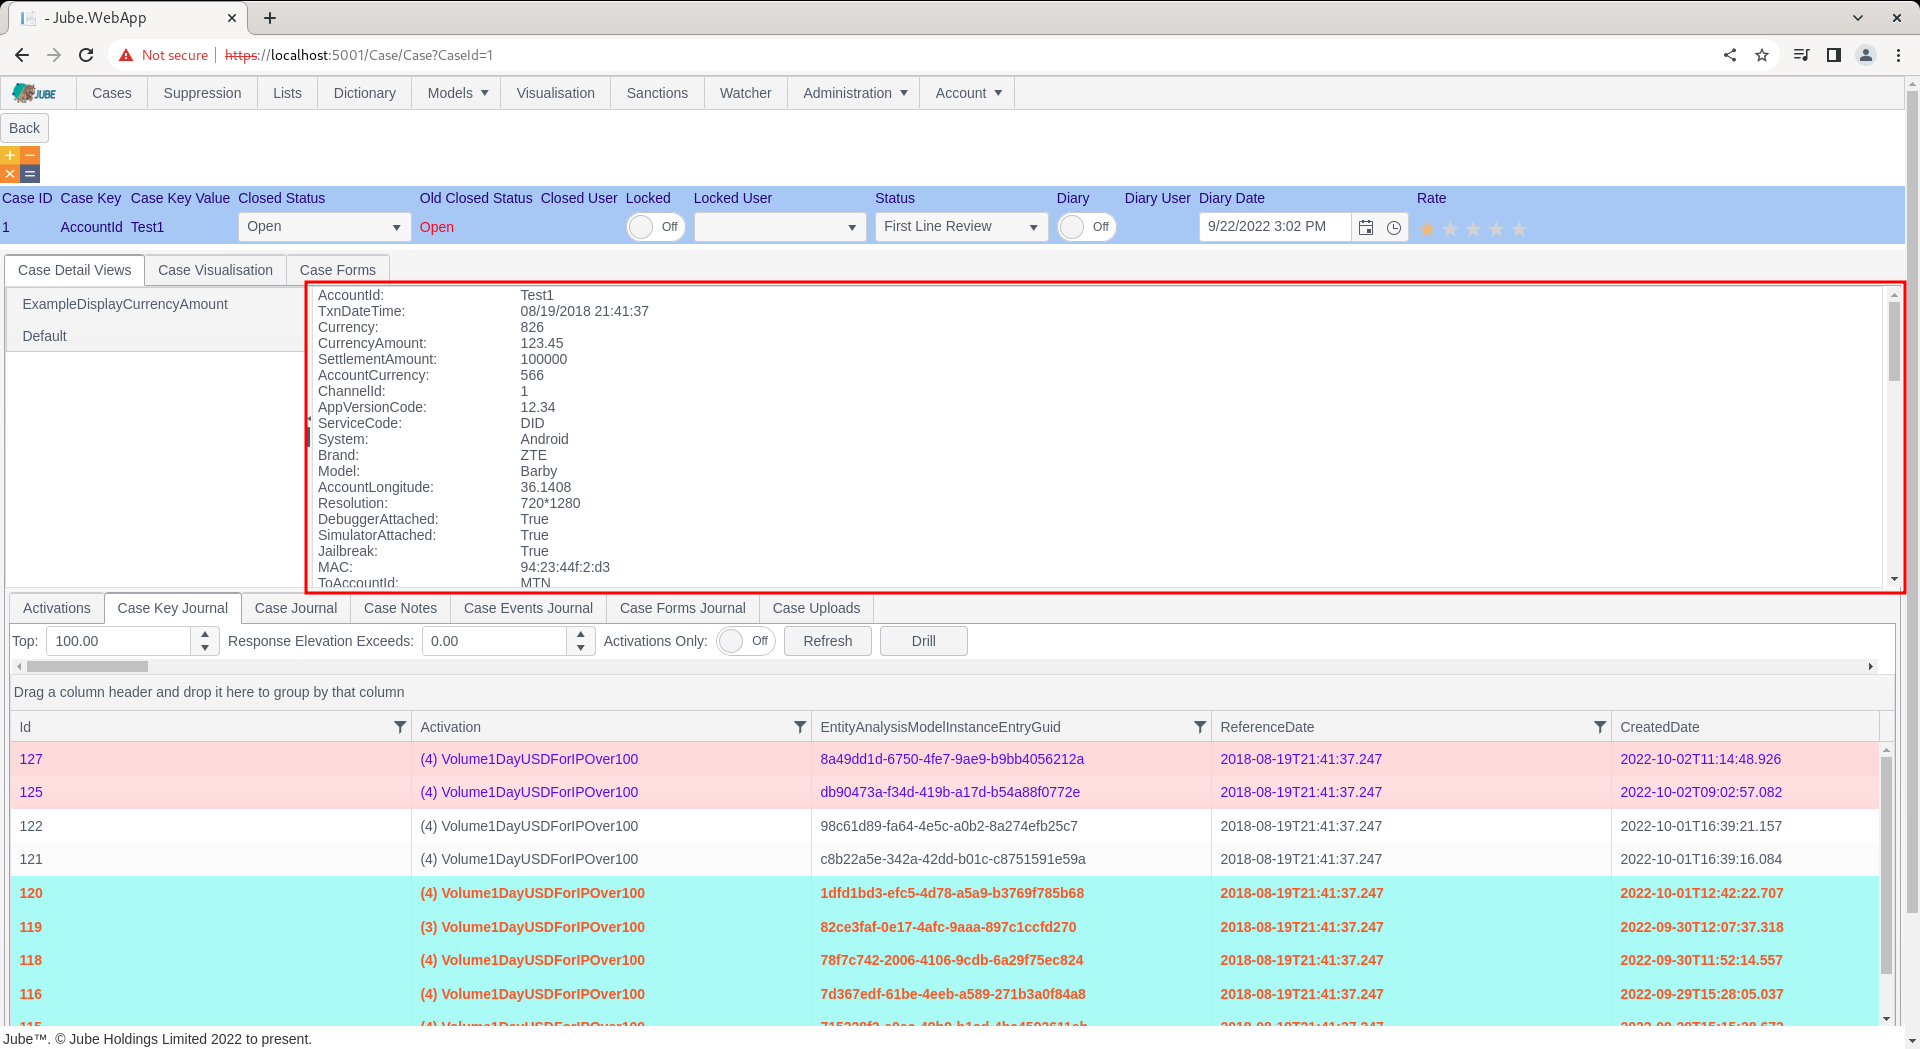 - Jube.WebApp
Not secure https://localhost:5001/Case/Case?CaseId=1
JUBE Cases Suppression Lists Dictionary Models Visualisation Sanctions Watcher Administration Account
Back
Case ID Case Key Case Key Value Closed Status Old Closed Status Closed User Locked Locked User Status Diary Diary User Diary Date Rate
1 AccountId Test1 Open Open Off First Line Review Off 9/22/2022 3:02 PM
Case Detail Views Case Visualisation Case Forms
ExampleDisplayCurrencyAmount
Default
AccountId: Test1
TxnDateTime: 08/19/2018 21:41:37
Currency: 826
CurrencyAmount: 123.45
SettlementAmount: 100000
AccountCurrency: 566
ChannelId: 1
AppVersionCode: 12.34
ServiceCode: DID
System: Android
Brand: ZTE
Model: Barby
AccountLongitude: 36.1408
Resolution: 720*1280
DebuggerAttached: True
SimulatorAttached: True
Jailbreak: True
MAC: 94:23:44f:2:d3
ToAccountId: MTN
Activations Case Key Journal Case Journal Case Notes Case Events Journal Case Forms Journal Case Uploads
Top: 100.00 Response Elevation Exceeds: 0.00 Activations Only: Off Refresh Drill
Drag a column header and drop it here to group by that column
Id Activation EntityAnalysisModelInstanceEntryGuid ReferenceDate CreatedDate
127 (4) Volume1DayUSDForIPOver100 8a49dd1d-6750-4fe7-9ae9-b9bb4056212a 2018-08-19T21:41:37.247 2022-10-02T11:14:48.926
125 (4) Volume1DayUSDForIPOver100 db90473a-f34d-419b-a17d-b54a88f0772e 2018-08-19T21:41:37.247 2022-10-02T09:02:57.082
122 (4) Volume1DayUSDForIPOver100 98c61d89-fa64-4e5c-a0b2-8a274efb25c7 2018-08-19T21:41:37.247 2022-10-01T16:39:21.157
121 (4) Volume1DayUSDForIPOver100 c8b22a5e-342a-42dd-b01c-c8751591e59a 2018-08-19T21:41:37.247 2022-10-01T16:39:16.084
120 (4) Volume1DayUSDForIPOver100 1dfd1bd3-efc5-4d78-a5a9-b3769f785b68 2018-08-19T21:41:37.247 2022-10-01T12:42:22.707
119 (3) Volume1DayUSDForIPOver100 82ce3faf-0e17-4afc-9aaa-897c1ccfd270 2018-08-19T21:41:37.247 2022-09-30T12:07:37.318
118 (4) Volume1DayUSDForIPOver100 78f7c742-2006-4106-9cdb-6a29f75ec824 2018-08-19T21:41:37.247 2022-09-30T11:52:14.557
116 (4) Volume1DayUSDForIPOver100 7d367edf-61be-4eeb-a589-271b3a0f84a8 2018-08-19T21:41:37.247 2022-09-29T15:28:05.037
(4) Volume1DayUSDForIPOver100 2018-08-19T21:41:37.247
Jube™. © Jube Holdings Limited 2022 to present.